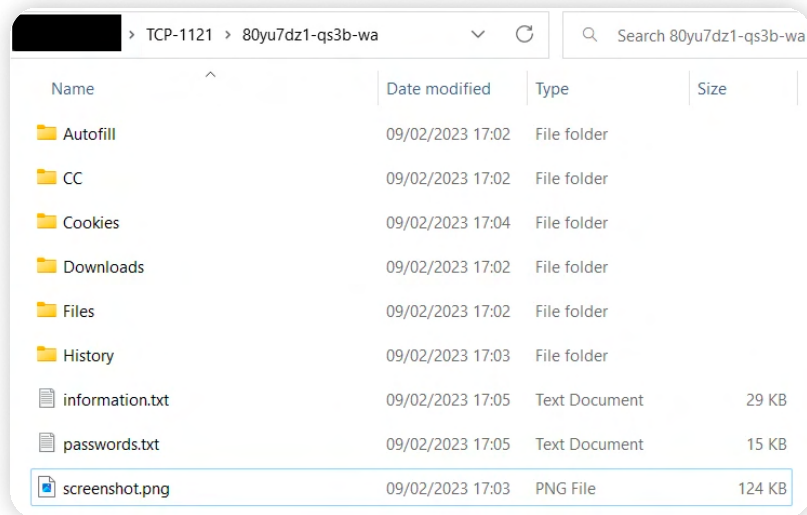 TCP-1121 > 80yu7dz1-qs3b-wa Search 80yu7dz1-qs3b-wa
Name Date modified Type Size
Autofill 09/02/2023 17:02 File folder
CC 09/02/2023 17:02 File folder
Cookies 09/02/2023 17:04 File folder
Downloads 09/02/2023 17:02 File folder
Files 09/02/2023 17:02 File folder
History 09/02/2023 17:03 File folder
information.txt 09/02/2023 17:05 Text Document 29 KB
passwords.txt 09/02/2023 17:05 Text Document 15 KB
screenshot.png 09/02/2023 17:03 PNG File 124 KB